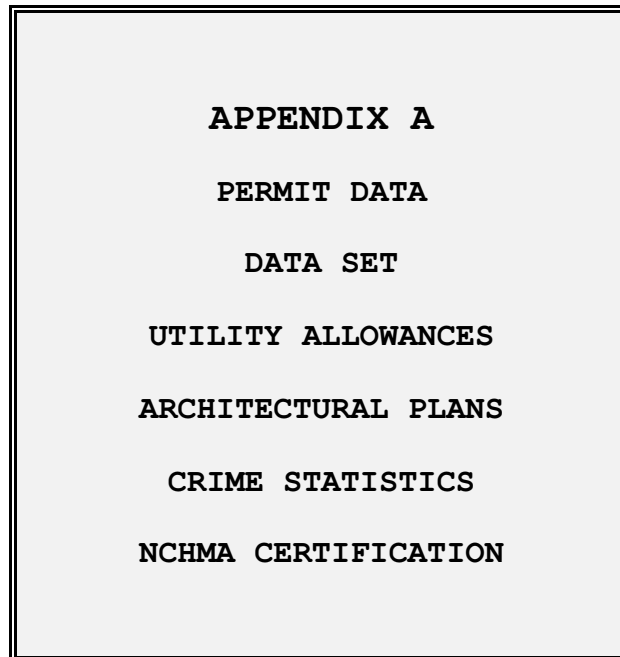 APPENDIX A
PERMIT DATA
DATA SET
UTILITY ALLOWANCES
ARCHITECTURAL PLANS
CRIME STATISTICS
NCHMA CERTIFICATION